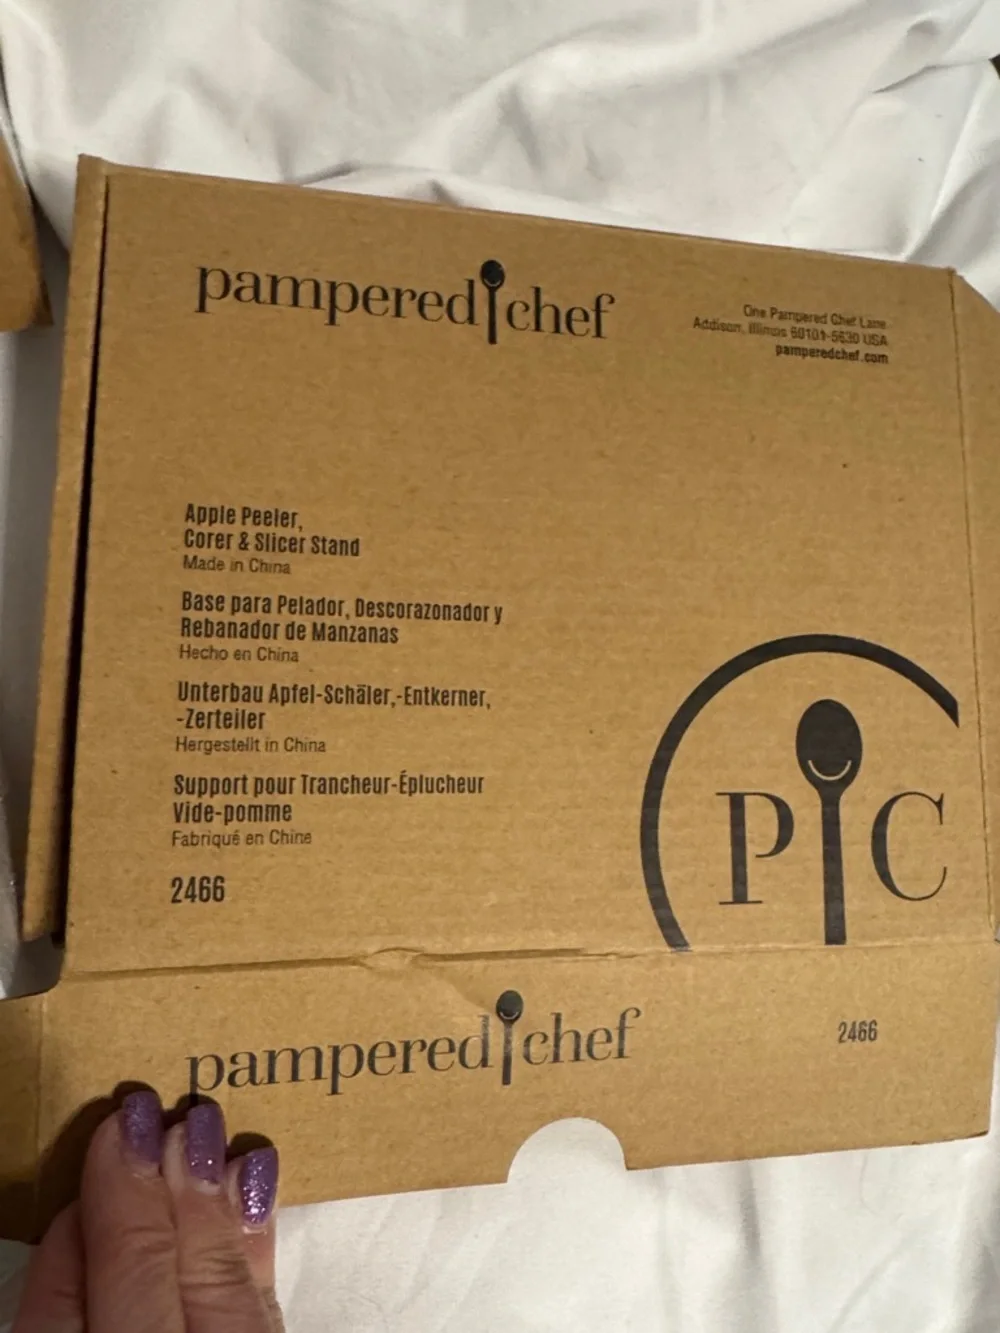 pampered chef
One Pampered Chef Lane
Addison, Illinois 60101-5630 USA
pamperedchef.com
Apple Peeler,
Corer & Slicer Stand
Made in China
Base para Pelador, Descorazonador y
Rebanador de Manzanas
Hecho en China
Unterbau Apfel-Schäler,-Entkerner,
-Zerteiler
Hergestellt in China
Support pour Trancheur-Éplucheur
Vide-pomme
Fabriqué en Chine
2466
PC
pampered chef
2466